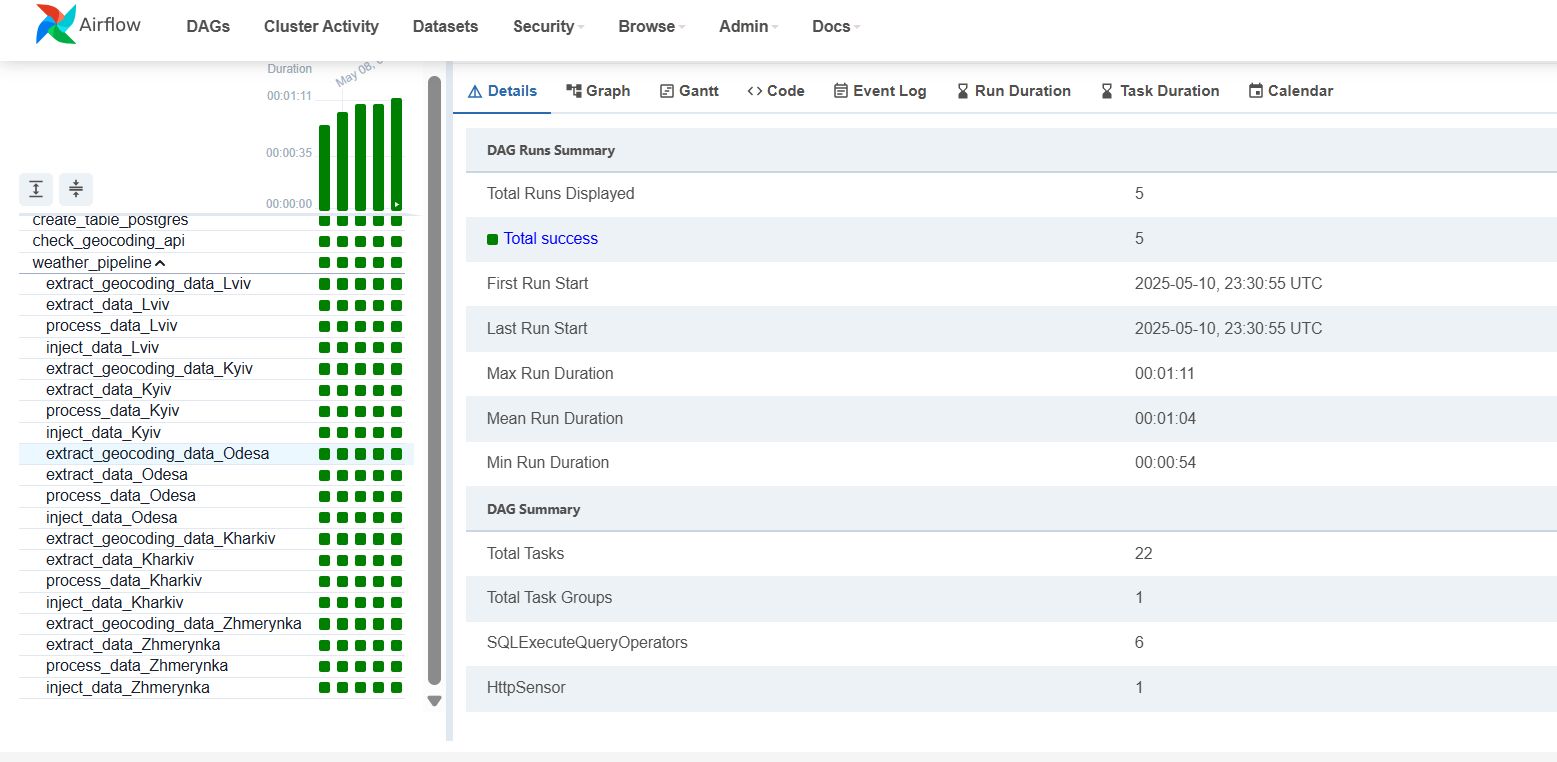 Airflow DAGs Cluster Activity Datasets Security Browse Admin Docs
Duration
May 08,
00:01:11
00:00:35
00:00:00
create_table_postgres
check_geocoding_api
weather_pipeline
extract_geocoding_data_Lviv
extract_data_Lviv
process_data_Lviv
inject_data_Lviv
extract_geocoding_data_Kyiv
extract_data_Kyiv
process_data_Kyiv
inject_data_Kyiv
extract_geocoding_data_Odesa
extract_data_Odesa
process_data_Odesa
inject_data_Odesa
extract_geocoding_data_Kharkiv
extract_data_Kharkiv
process_data_Kharkiv
inject_data_Kharkiv
extract_geocoding_data_Zhmerynka
extract_data_Zhmerynka
process_data_Zhmerynka
inject_data_Zhmerynka
Details Graph Gantt Code Event Log Run Duration Task Duration Calendar
DAG Runs Summary
Total Runs Displayed 5
Total success 5
First Run Start 2025-05-10, 23:30:55 UTC
Last Run Start 2025-05-10, 23:30:55 UTC
Max Run Duration 00:01:11
Mean Run Duration 00:01:04
Min Run Duration 00:00:54
DAG Summary
Total Tasks 22
Total Task Groups 1
SQLExecuteQueryOperators 6
HttpSensor 1